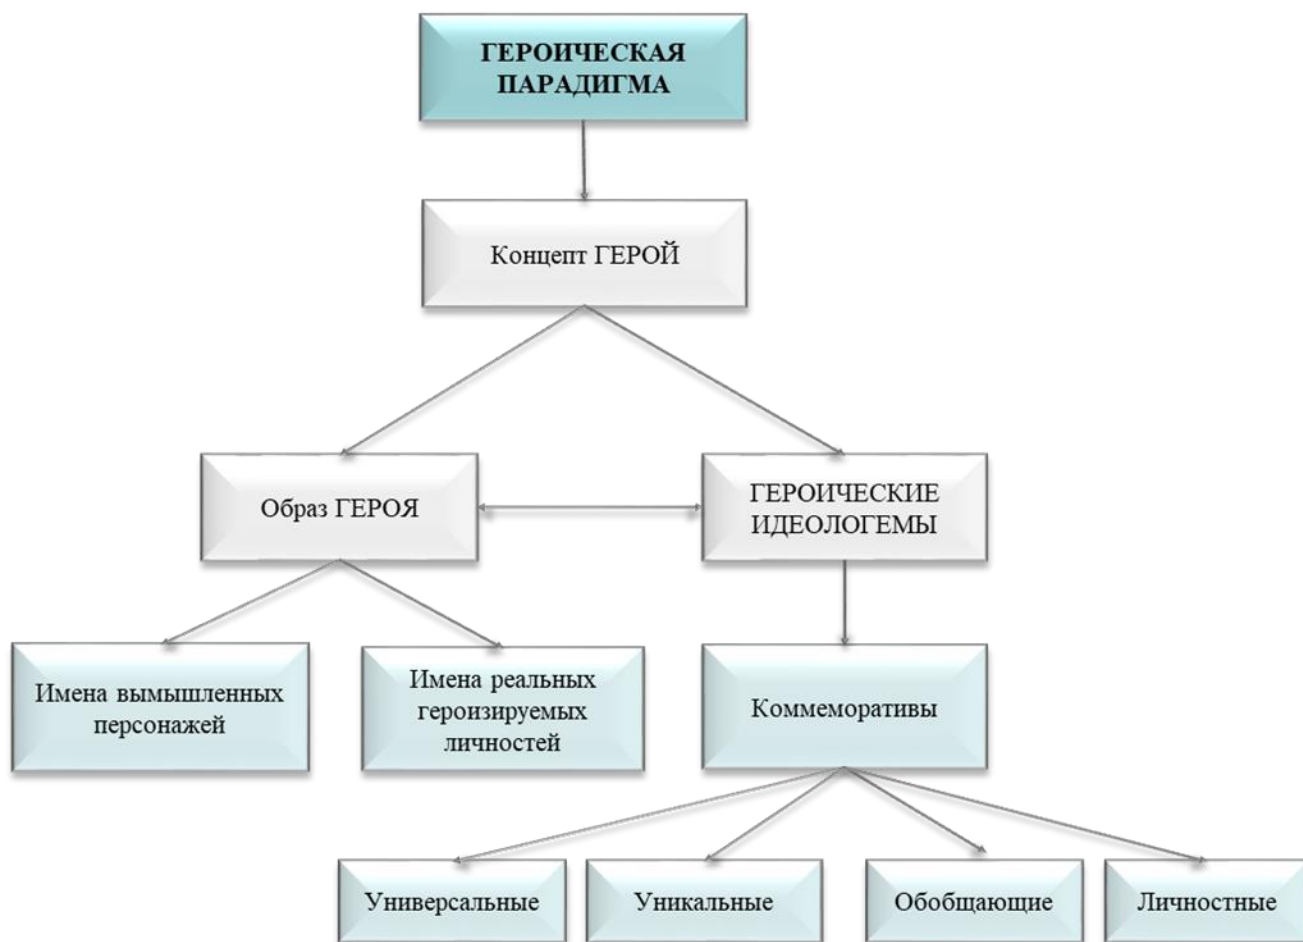 ГЕРОИЧЕСКАЯ
ПАРАДИГМА
Концепт ГЕРОЙ
Образ ГЕРОЯ
ГЕРОИЧЕСКИЕ
ИДЕОЛОГЕМЫ
Имена вымышленных
персонажей
Имена реальных
героизируемых
личностей
Коммеморативы
Универсальные
Уникальные
Обобщающие
Личностные